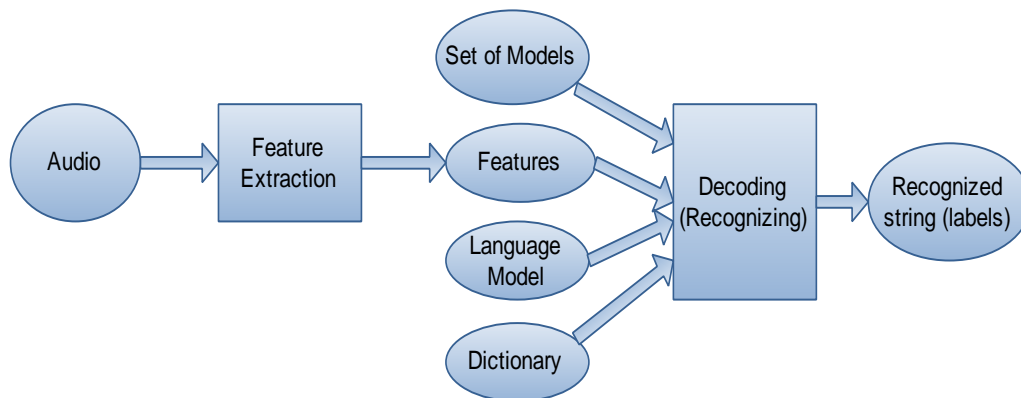 Set of Models
Audio
Feature
Extraction
Features
Decoding
(Recognizing)
Recognized
string (labels)
Language
Model
Dictionary